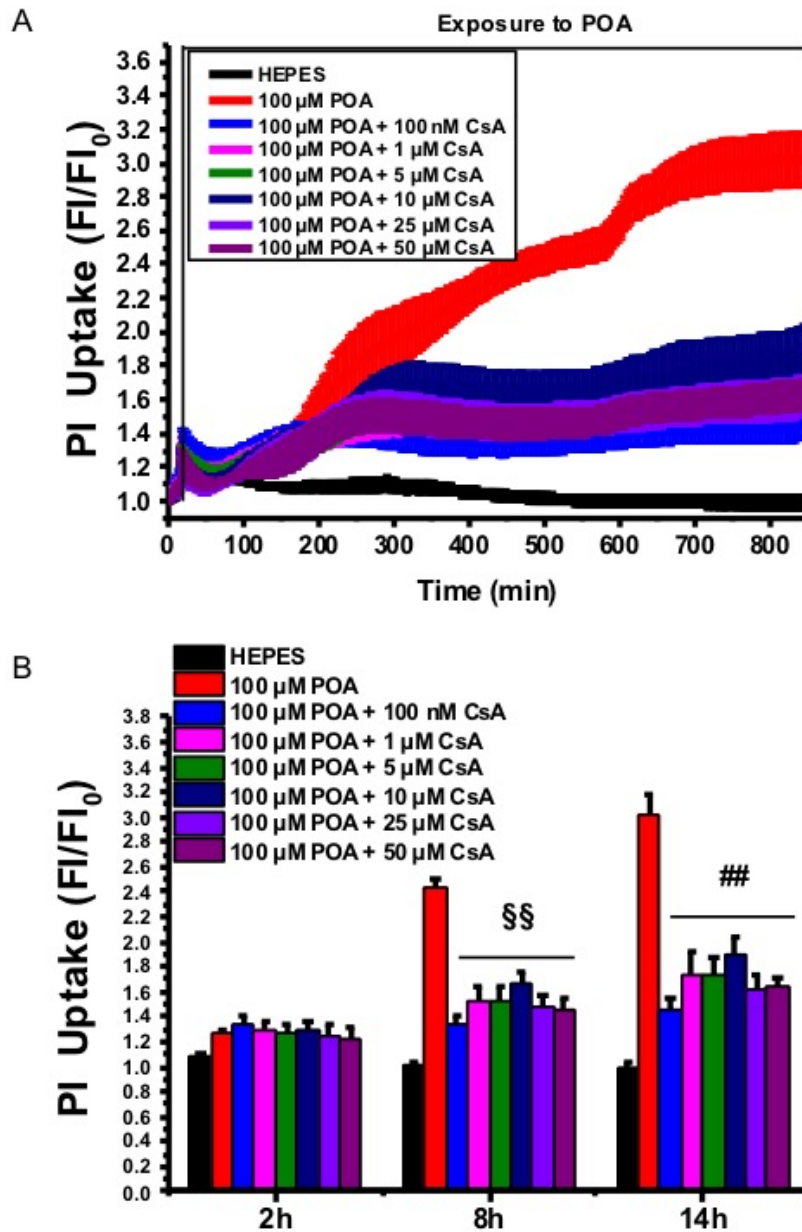 A
Exposure to POA
PI Uptake (FI/FI₀)
3.6
3.4
3.2
3.0
2.8
2.6
2.4
2.2
2.0
1.8
1.6
1.4
1.2
1.0
HEPES
100 µM POA
100 µM POA + 100 nM CsA
100 µM POA + 1 µM CsA
100 µM POA + 5 µM CsA
100 µM POA + 10 µM CsA
100 µM POA + 25 µM CsA
100 µM POA + 50 µM CsA
0 100 200 300 400 500 600 700 800
Time (min)
B
HEPES
100 µM POA
100 µM POA + 100 nM CsA
100 µM POA + 1 µM CsA
100 µM POA + 5 µM CsA
100 µM POA + 10 µM CsA
100 µM POA + 25 µM CsA
100 µM POA + 50 µM CsA
PI Uptake (FI/FI₀)
3.8
3.6
3.4
3.2
3.0
2.8
2.6
2.4
2.2
2.0
1.8
1.6
1.4
1.2
1.0
0.8
0.6
0.4
0.2
0.0
§§
##
2h 8h 14h